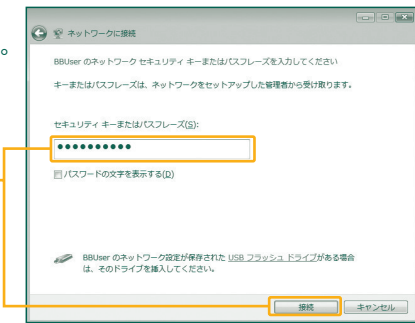 。
ネットワークに接続
BBUser のネットワーク セキュリティ キーまたはパスフレーズを入力してください
キーまたはパスフレーズは、ネットワークをセットアップした管理者から受け取ります。
セキュリティ キーまたはパスフレーズ(S):
●●●●●●●●●●
パスワードの文字を表示する(D)
BBUser のネットワーク設定が保存された USB フラッシュ ドライブがある場合
は、そのドライブを挿入してください。
接続 キャンセル